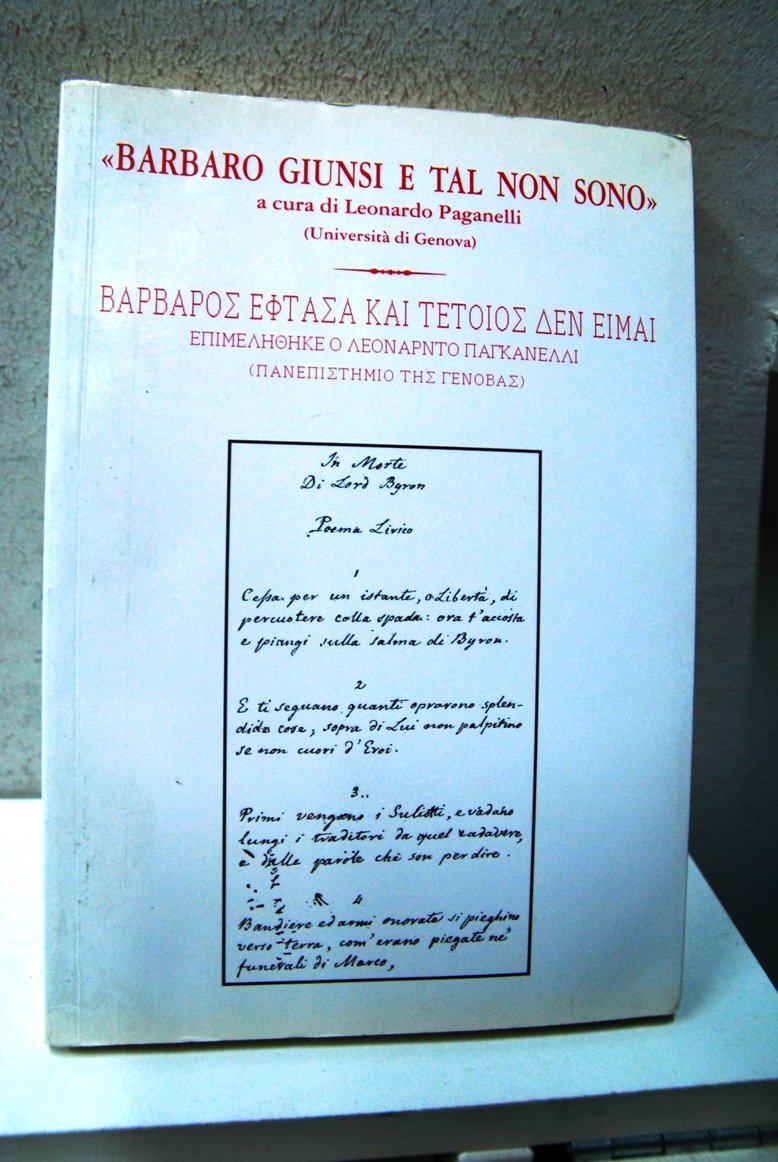 «BARBARO GIUNSI E TAL NON SONO»
a cura di Leonardo Paganelli
(Università di Genova)
ΒΑΡΒΑΡΟΣ ΕΦΤΑΣΑ ΚΑΙ ΤΕΤΟΙΟΣ ΔΕΝ ΕΙΜΑΙ
ΕΠΙΜΕΛΗΘΗΚΕ Ο ΛΕΟΝΑΡΝΤΟ ΠΑΓΚΑΝΕΛΛΙ
(ΠΑΝΕΠΙΣΤΗΜΙΟ ΤΗΣ ΓΕΝΟΒΑΣ)
In Morte
Di Lord Byron
Poema Lirico
1
Ceſsa per un istante, o Libertà, di
percuotere colla spada: ora t'accosta
e piangi sulla salma di Byron.
2
E ti seguano quanti oprarono splen-
dide cose, sopra di Lui non palpitino
se non cuori d'Eroi.
3..
Primi vengano i Suliotti, e vadano
lungi i traditori da quel cadavere,
e dalle parole che son per dire.
4
Bandiere ed armi onorate si pieghino
verso terra, com'erano piegate ne'
funerali di Marco,